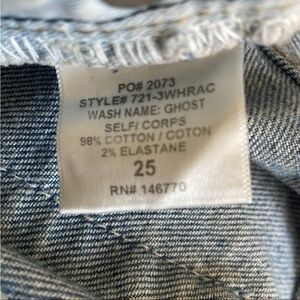 PO# 2073
STYLE# 721-3WHRAC
WASH NAME: GHOST
SELF/ CORPS
98% COTTON / COTON
2% ELASTANE
25
RN# 146770